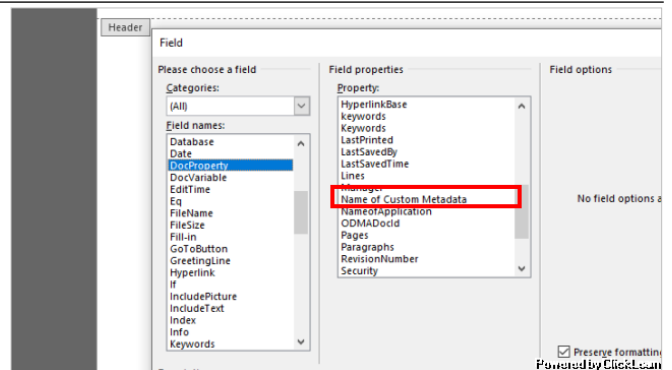 Header
Field
Please choose a field
Categories:
(All)
Field names:
Database
Date
DocProperty
DocVariable
EditTime
Eq
FileName
FileSize
Fill-in
GoToButton
GreetingLine
Hyperlink
If
IncludePicture
IncludeText
Index
Info
Keywords
Field properties
Property:
HyperlinkBase
keywords
Keywords
LastPrinted
LastSavedBy
LastSavedTime
Lines
Manager
Name of Custom Metadata
NameofApplication
ODMADocId
Pages
Paragraphs
RevisionNumber
Security
Field options
No field options a
Preserve formatting
Powered by ClickLearn